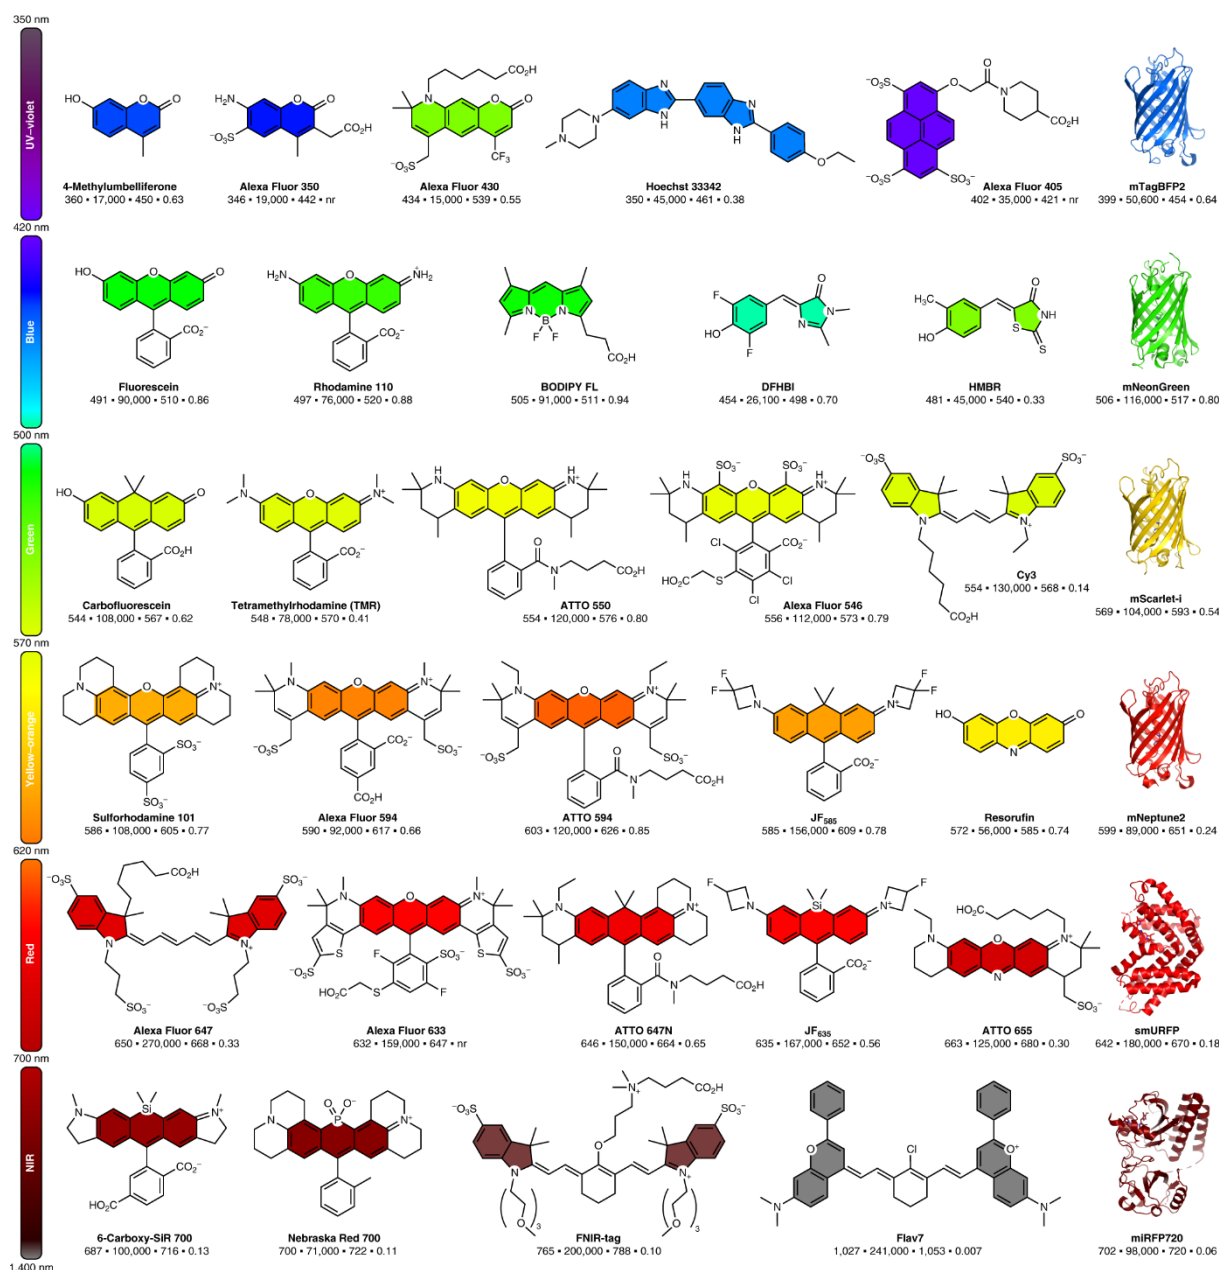 350 nm
UV–violet
4-Methylumbelliferone
360 ▪ 17,000 ▪ 450 ▪ 0.63
Alexa Fluor 350
346 ▪ 19,000 ▪ 442 ▪ nr
Alexa Fluor 430
434 ▪ 15,000 ▪ 539 ▪ 0.55
Hoechst 33342
350 ▪ 45,000 ▪ 461 ▪ 0.38
Alexa Fluor 405
402 ▪ 35,000 ▪ 421 ▪ nr
mTagBFP2
399 ▪ 50,600 ▪ 454 ▪ 0.64
420 nm
Blue
Fluorescein
491 ▪ 90,000 ▪ 510 ▪ 0.86
Rhodamine 110
497 ▪ 76,000 ▪ 520 ▪ 0.88
BODIPY FL
505 ▪ 91,000 ▪ 511 ▪ 0.94
DFHBI
454 ▪ 26,100 ▪ 498 ▪ 0.70
HMBR
481 ▪ 45,000 ▪ 540 ▪ 0.33
mNeonGreen
506 ▪ 116,000 ▪ 517 ▪ 0.80
500 nm
Green
Carbofluorescein
544 ▪ 108,000 ▪ 567 ▪ 0.62
Tetramethylrhodamine (TMR)
548 ▪ 78,000 ▪ 570 ▪ 0.41
ATTO 550
554 ▪ 120,000 ▪ 576 ▪ 0.80
Alexa Fluor 546
556 ▪ 112,000 ▪ 573 ▪ 0.79
Cy3
554 ▪ 130,000 ▪ 568 ▪ 0.14
mScarlet-i
569 ▪ 104,000 ▪ 593 ▪ 0.54
570 nm
Yellow–orange
Sulforhodamine 101
586 ▪ 108,000 ▪ 605 ▪ 0.77
Alexa Fluor 594
590 ▪ 92,000 ▪ 617 ▪ 0.66
ATTO 594
603 ▪ 120,000 ▪ 626 ▪ 0.85
JF585
585 ▪ 156,000 ▪ 609 ▪ 0.78
Resorufin
572 ▪ 56,000 ▪ 585 ▪ 0.74
mNeptune2
599 ▪ 89,000 ▪ 651 ▪ 0.24
620 nm
Red
Alexa Fluor 647
650 ▪ 270,000 ▪ 668 ▪ 0.33
Alexa Fluor 633
632 ▪ 159,000 ▪ 647 ▪ nr
ATTO 647N
646 ▪ 150,000 ▪ 664 ▪ 0.65
JF635
635 ▪ 167,000 ▪ 652 ▪ 0.56
ATTO 655
663 ▪ 125,000 ▪ 680 ▪ 0.30
smURFP
642 ▪ 180,000 ▪ 670 ▪ 0.18
700 nm
NIR
6-Carboxy-SiR 700
687 ▪ 100,000 ▪ 716 ▪ 0.13
Nebraska Red 700
700 ▪ 71,000 ▪ 722 ▪ 0.11
FNIR-tag
765 ▪ 200,000 ▪ 788 ▪ 0.10
Flav7
1,027 ▪ 241,000 ▪ 1,053 ▪ 0.007
miRFP720
702 ▪ 98,000 ▪ 720 ▪ 0.06
1,400 nm